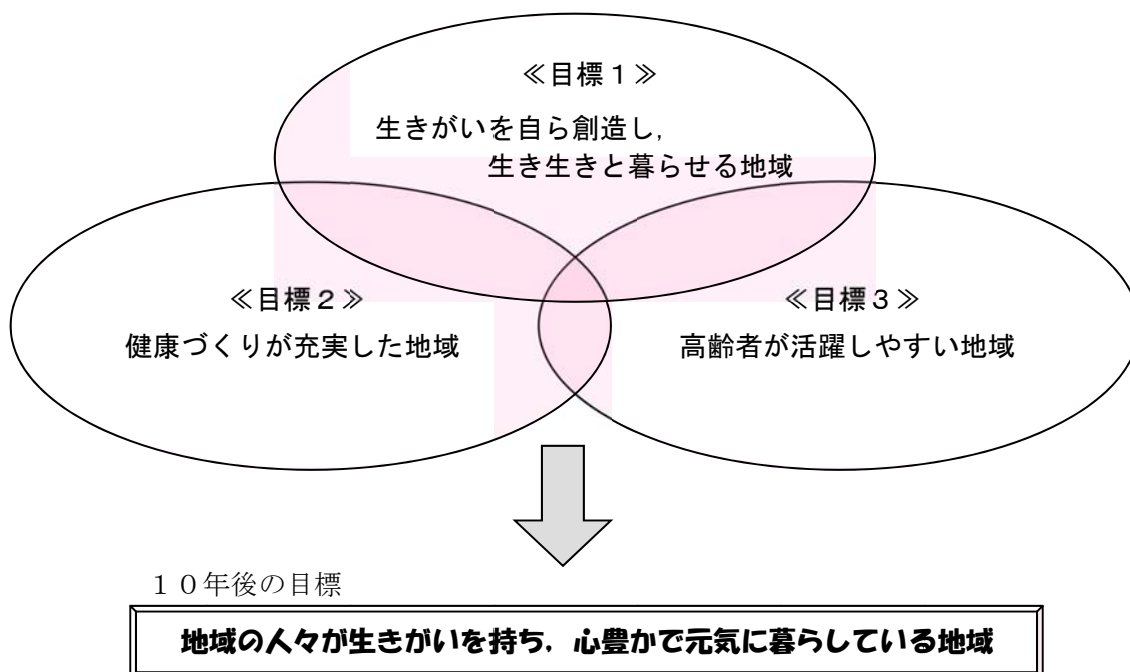 ≪目標１≫
生きがいを自ら創造し，
生き生きと暮らせる地域
≪目標２≫
健康づくりが充実した地域
≪目標３≫
高齢者が活躍しやすい地域
１０年後の目標
地域の人々が生きがいを持ち，心豊かで元気に暮らしている地域